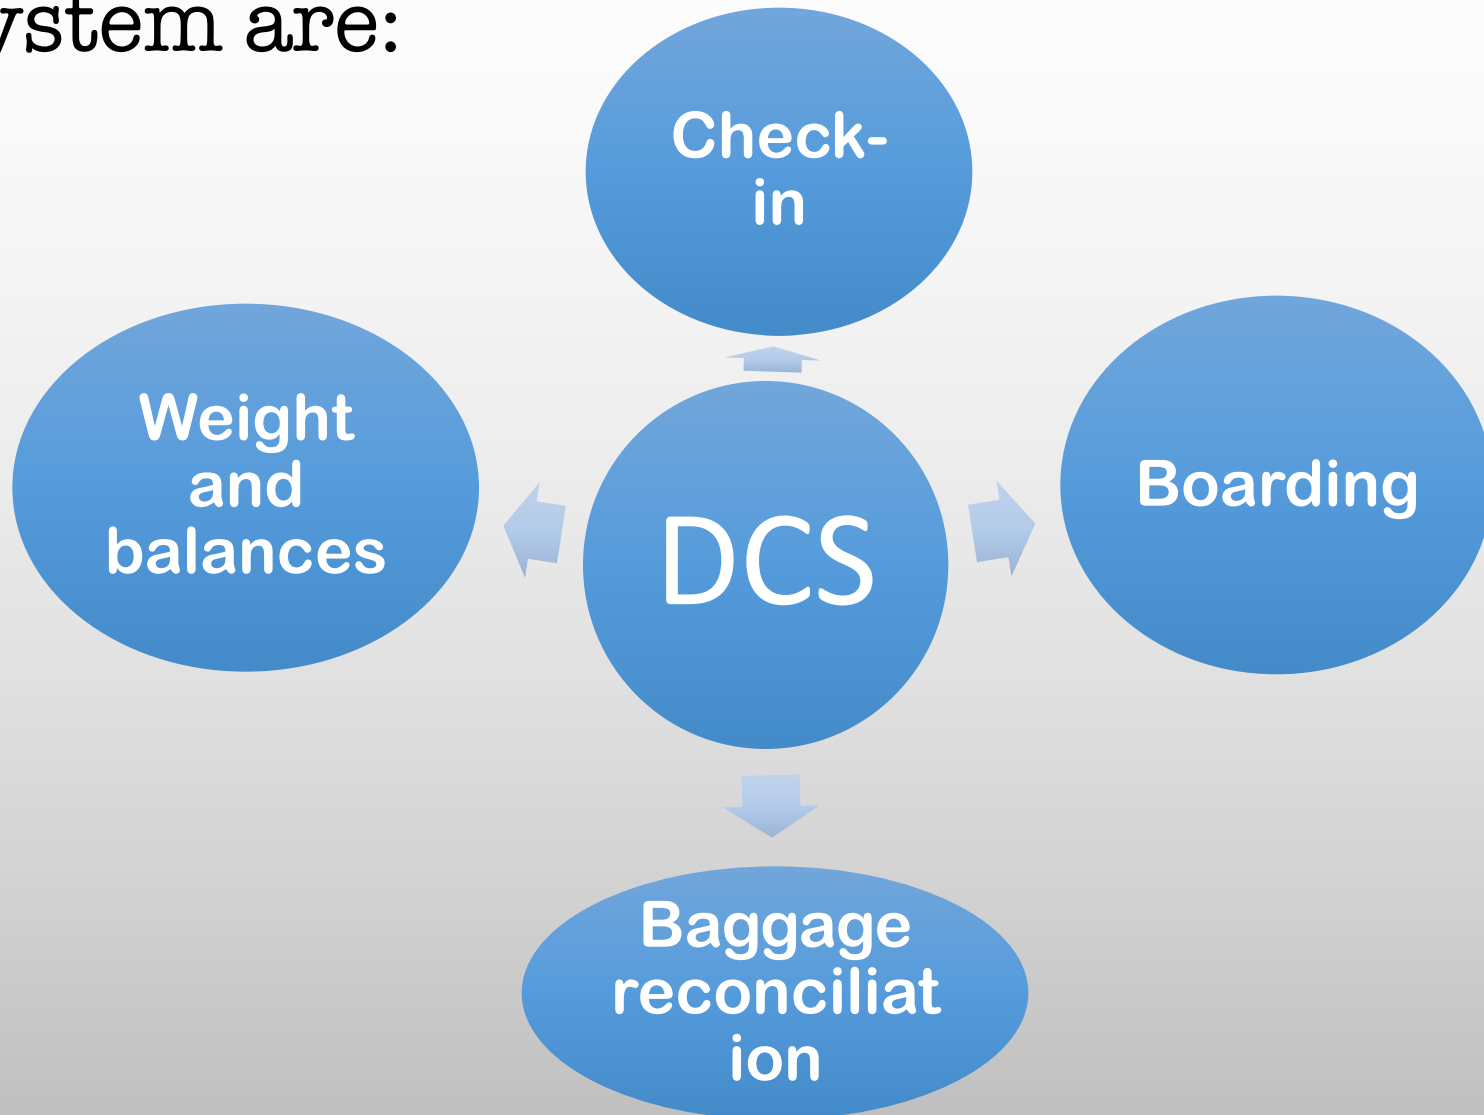 ystem are:
Check-
in
Weight
and
balances
DCS
Boarding
Baggage
reconciliat
ion